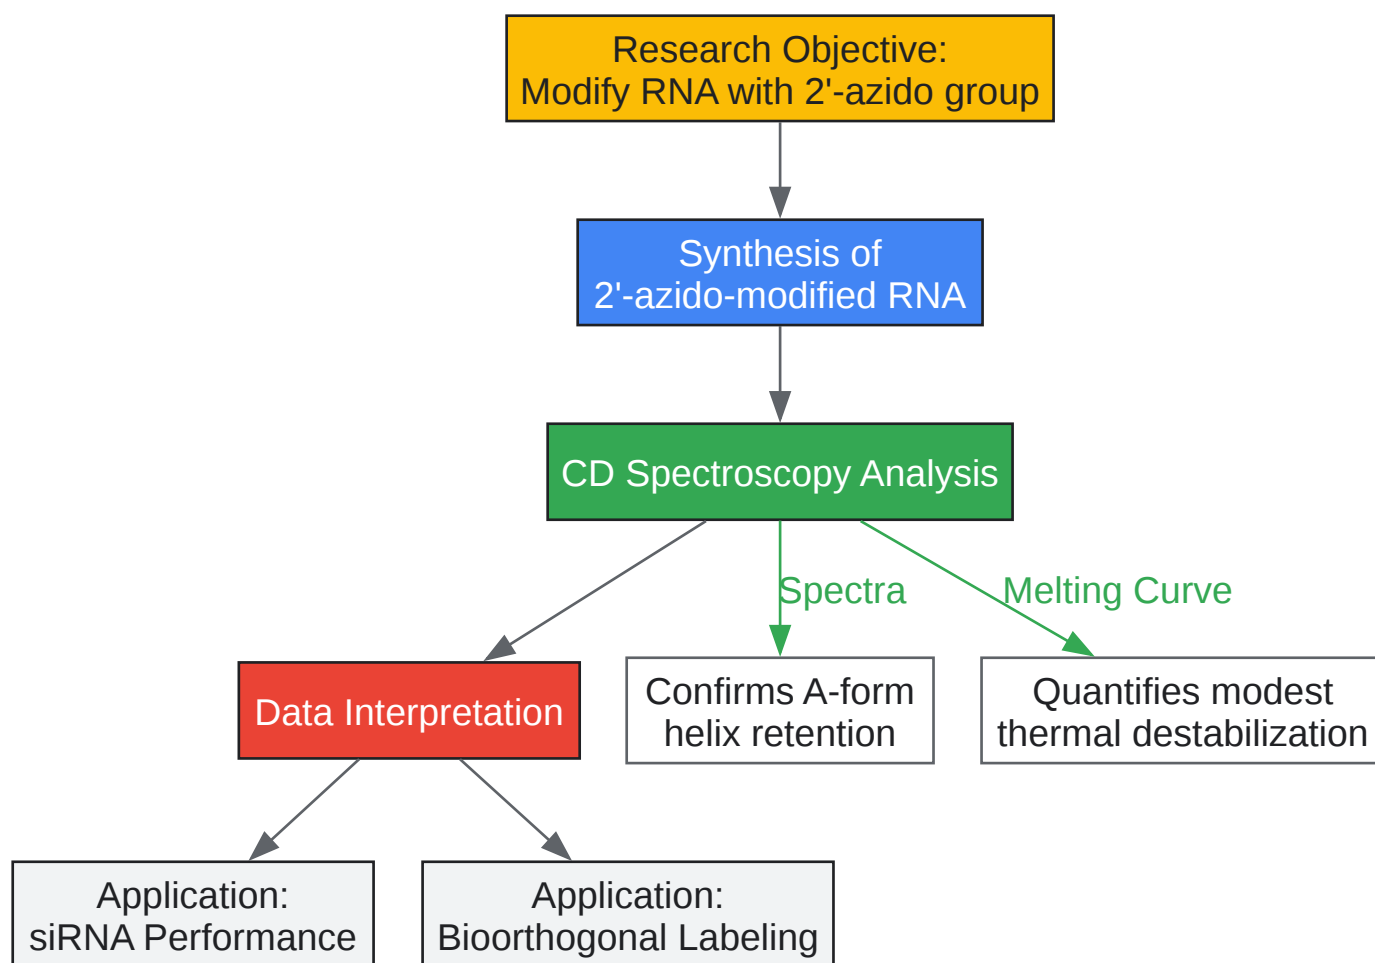 Research Objective:
Modify RNA with 2'-azido group
Synthesis of
2'-azido-modified RNA
CD Spectroscopy Analysis
Spectra
Melting Curve
Data Interpretation
Confirms A-form
helix retention
Quantifies modest
thermal destabilization
Application:
siRNA Performance
Application:
Bioorthogonal Labeling